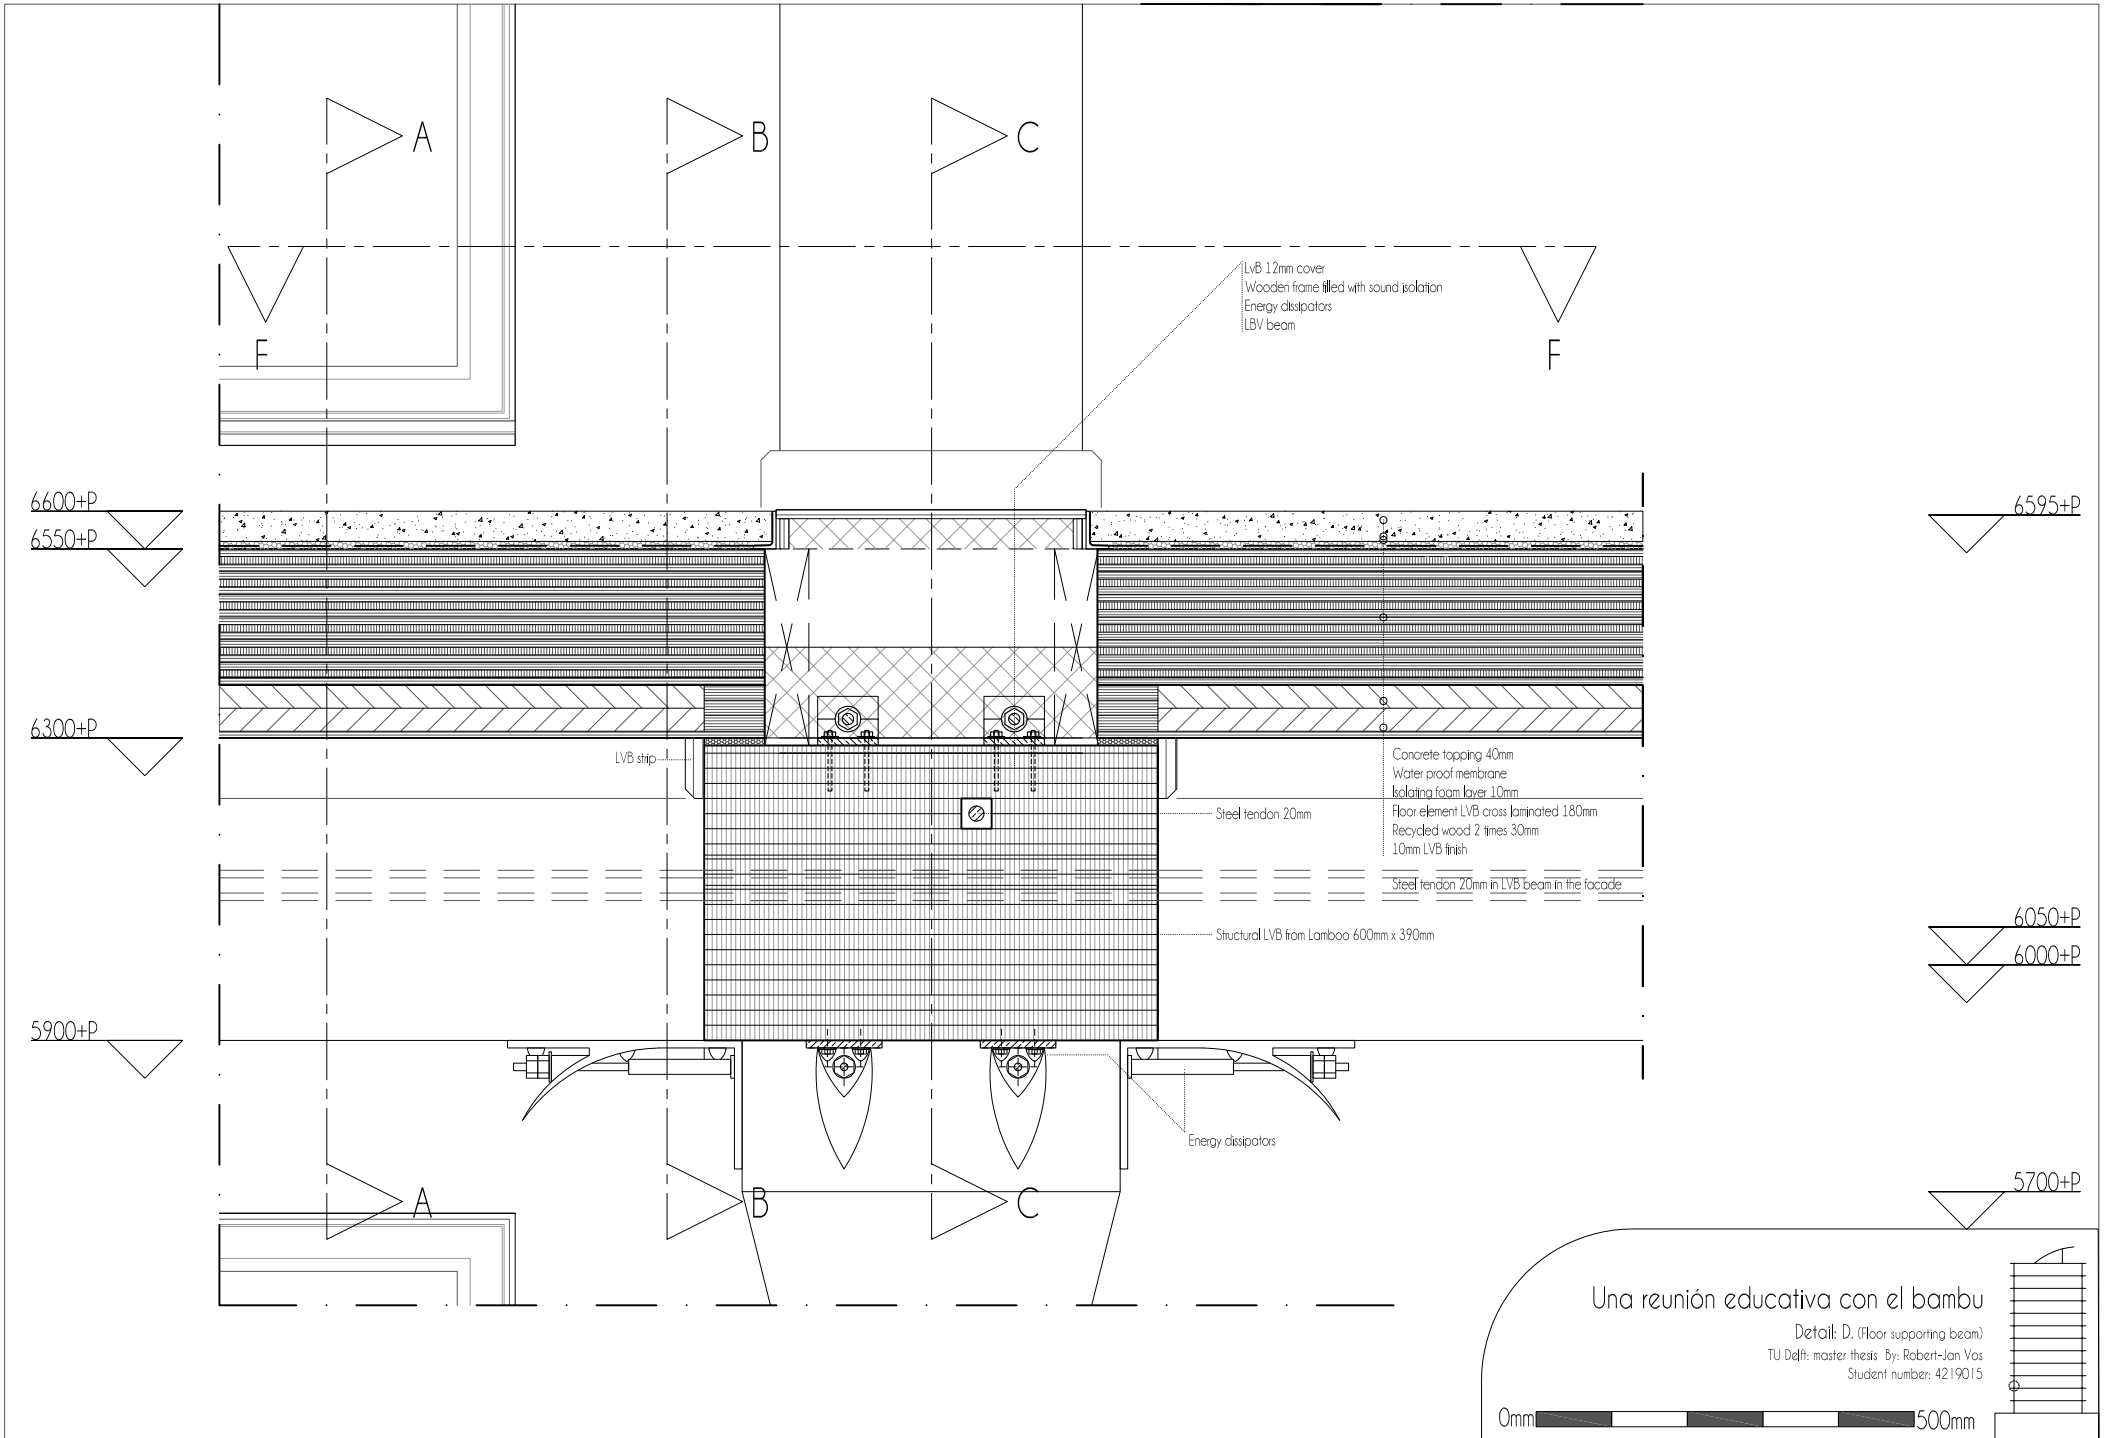 A
B
C
F
F
LvB 12mm cover
Wooden frame filled with sound isolation
Energy dissipators
LBV beam
6600+P
6550+P
6595+P
6300+P
LVB strip
Concrete topping 40mm
Water proof membrane
Isolating foam layer 10mm
Floor element LVB cross laminated 180mm
Recycled wood 2 times 30mm
10mm LVB finish
Steel tendon 20mm
Steel tendon 20mm in LVB beam in the facade
Structural LVB from Lamboo 600mm x 390mm
6050+P
6000+P
5900+P
Energy dissipators
5700+P
A
B
C
Una reunión educativa con el bambu
Detail: D. (Floor supporting beam)
TU Delft: master thesis By: Robert-Jan Vos
Student number: 4219015
0mm 500mm